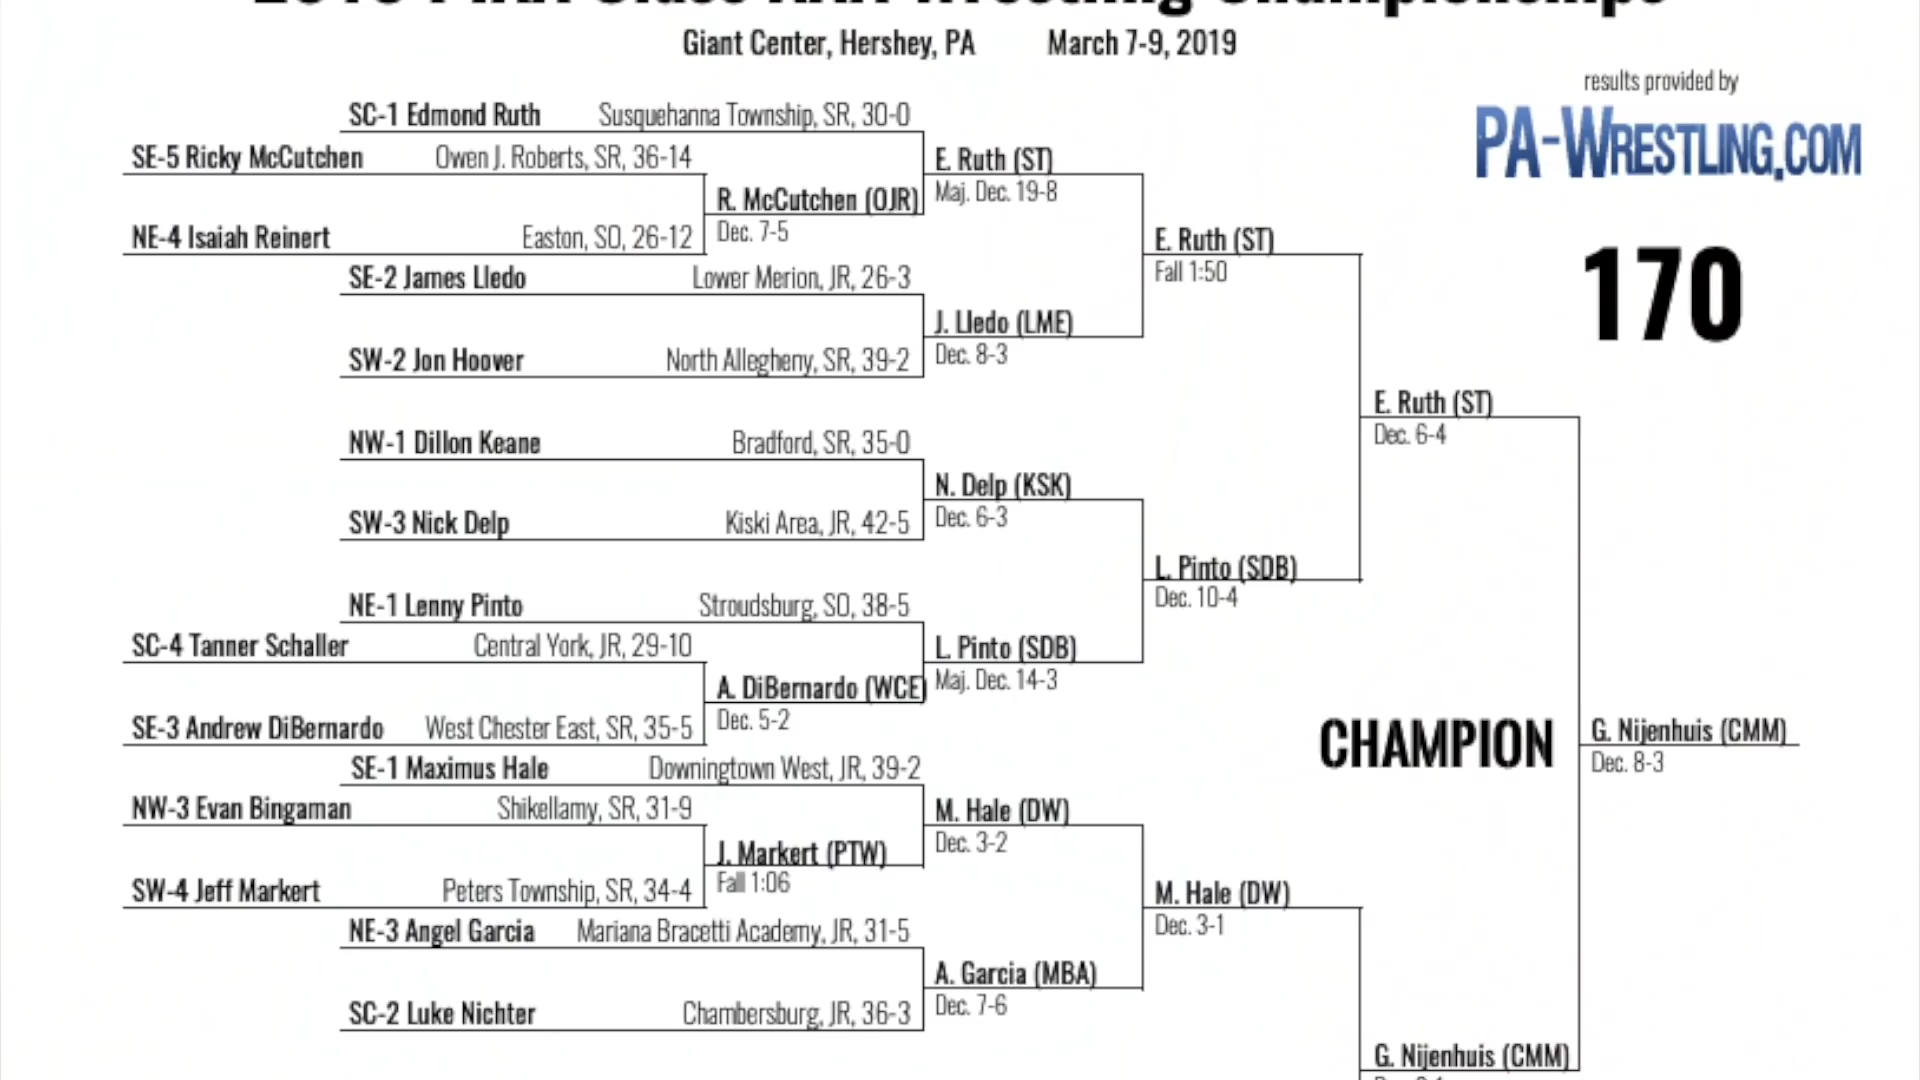 Giant Center, Hershey, PA March 7-9, 2019
results provided by
PA-WRESTLING.COM
170
SC-1 Edmond Ruth Susquehanna Township, SR, 30-0
SE-5 Ricky McCutchen Owen J. Roberts, SR, 36-14
E. Ruth (ST)
Maj. Dec. 19-8
R. McCutchen (OJR)
Dec. 7-5
NE-4 Isaiah Reinert Easton, SO, 26-12
E. Ruth (ST)
Fall 1:50
SE-2 James Lledo Lower Merion, JR, 26-3
J. Lledo (LME)
Dec. 8-3
SW-2 Jon Hoover North Allegheny, SR, 39-2
E. Ruth (ST)
Dec. 6-4
NW-1 Dillon Keane Bradford, SR, 35-0
N. Delp (KSK)
Dec. 6-3
SW-3 Nick Delp Kiski Area, JR, 42-5
L. Pinto (SDB)
Dec. 10-4
NE-1 Lenny Pinto Stroudsburg, SO, 38-5
SC-4 Tanner Schaller Central York, JR, 29-10
L. Pinto (SDB)
Maj. Dec. 14-3
A. DiBernardo (WCE)
Dec. 5-2
SE-3 Andrew DiBernardo West Chester East, SR, 35-5
CHAMPION
G. Nijenhuis (CMM)
Dec. 8-3
SE-1 Maximus Hale Downingtown West, JR, 39-2
NW-3 Evan Bingaman Shikellamy, SR, 31-9
M. Hale (DW)
Dec. 3-2
J. Markert (PTW)
Fall 1:06
SW-4 Jeff Markert Peters Township, SR, 34-4
M. Hale (DW)
Dec. 3-1
NE-3 Angel Garcia Mariana Bracetti Academy, JR, 31-5
A. Garcia (MBA)
Dec. 7-6
SC-2 Luke Nichter Chambersburg, JR, 36-3
G. Nijenhuis (CMM)